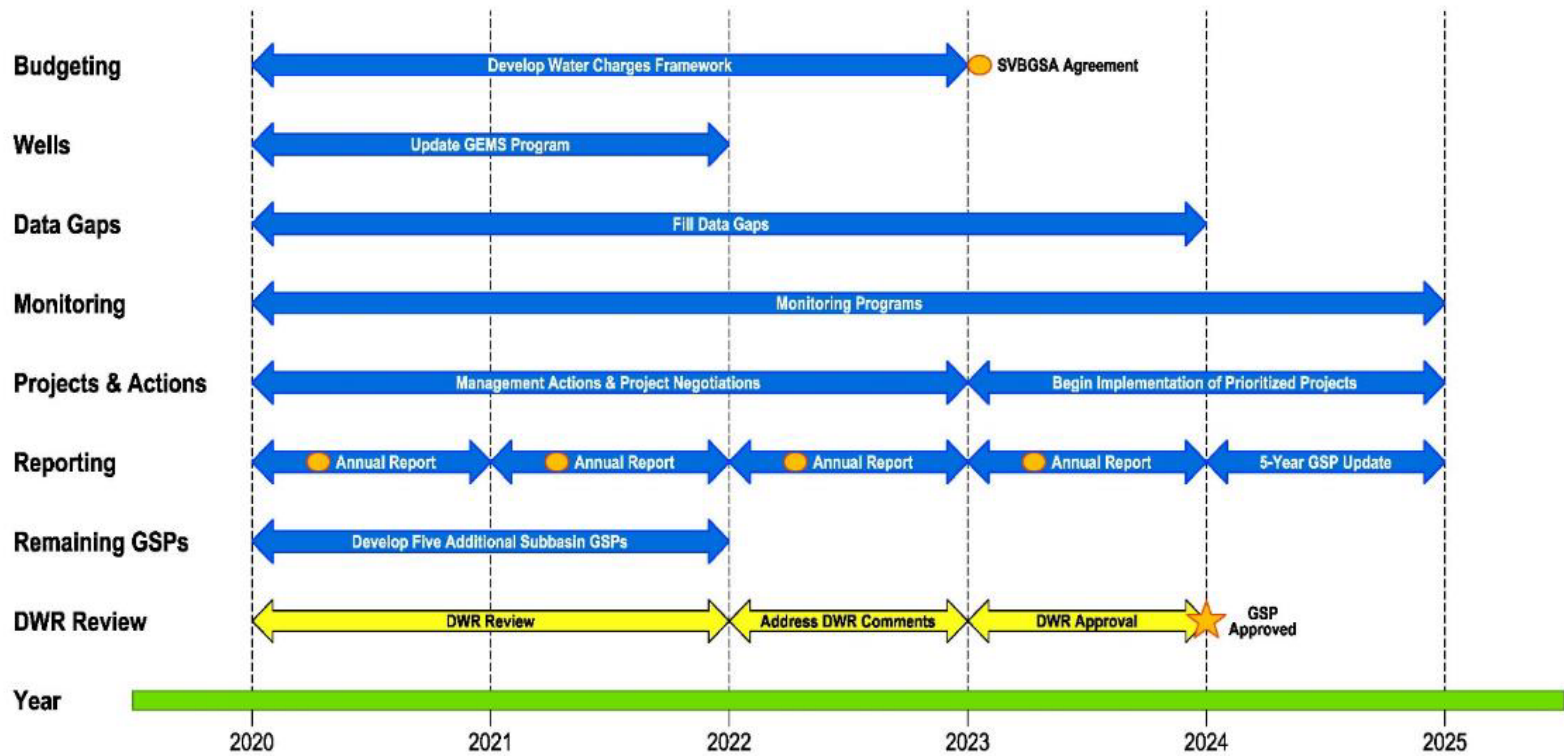 Budgeting
Develop Water Charges Framework
SVBGSA Agreement
Wells
Update GEMS Program
Data Gaps
Fill Data Gaps
Monitoring
Monitoring Programs
Projects & Actions
Management Actions & Project Negotiations
Begin Implementation of Prioritized Projects
Reporting
Annual Report
Annual Report
Annual Report
Annual Report
5-Year GSP Update
Remaining GSPs
Develop Five Additional Subbasin GSPs
DWR Review
DWR Review
Address DWR Comments
DWR Approval
GSP
Approved
Year
2020
2021
2022
2023
2024
2025